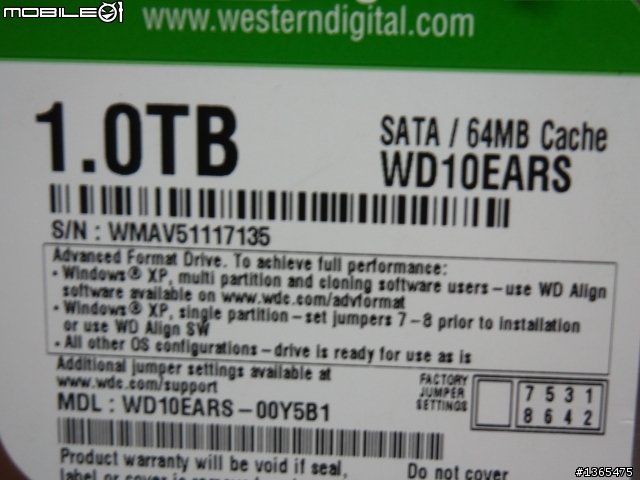 MOBILE01
www.westerndigital.com
1.0TB
SATA / 64MB Cache
WD10EARS
S/N : WMAV51117135
Advanced Format Drive. To achieve full performance:
- Windows® XP, multi partition and cloning software users - use WD Align
software available on www.wdc.com/advformat
- Windows® XP, single partition - set jumpers 7-8 prior to installation
or use WD Align SW
- All other OS configurations - drive is ready for use as is
Additional jumper settings available at
www.wdc.com/support
FACTORY
JUMPER
SETTINGS
7 5 3 1
8 6 4 2
MDL : WD10EARS-00Y5B1
Product warranty will be void if seal,
label or cover is
Do not cover
#1365475